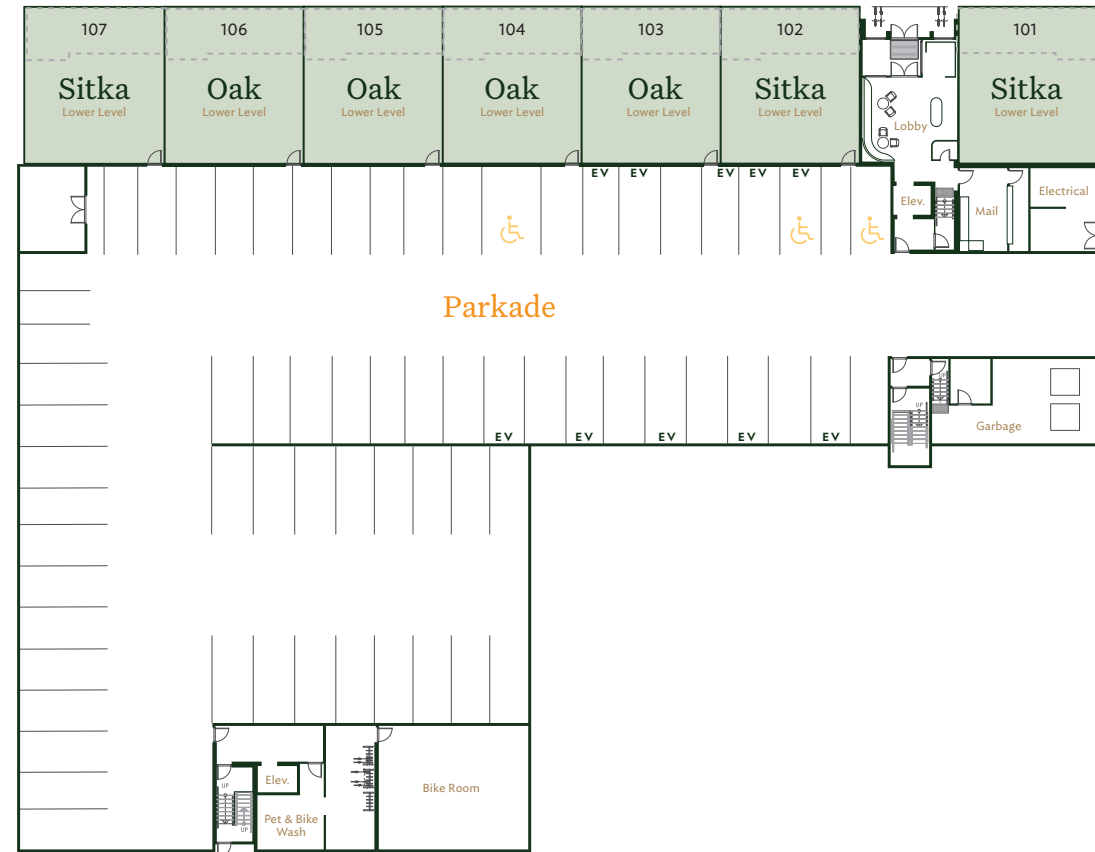 107
Sitka
Lower Level
106
Oak
Lower Level
105
Oak
Lower Level
104
Oak
Lower Level
103
Oak
Lower Level
102
Sitka
Lower Level
Lobby
101
Sitka
Lower Level
EV
EV
EV
EV
EV
Elev.
Mail
Electrical
Parkade
UP
UP
Garbage
EV
EV
EV
EV
EV
UP
UP
Elev.
Pet & Bike
Wash
Bike Room